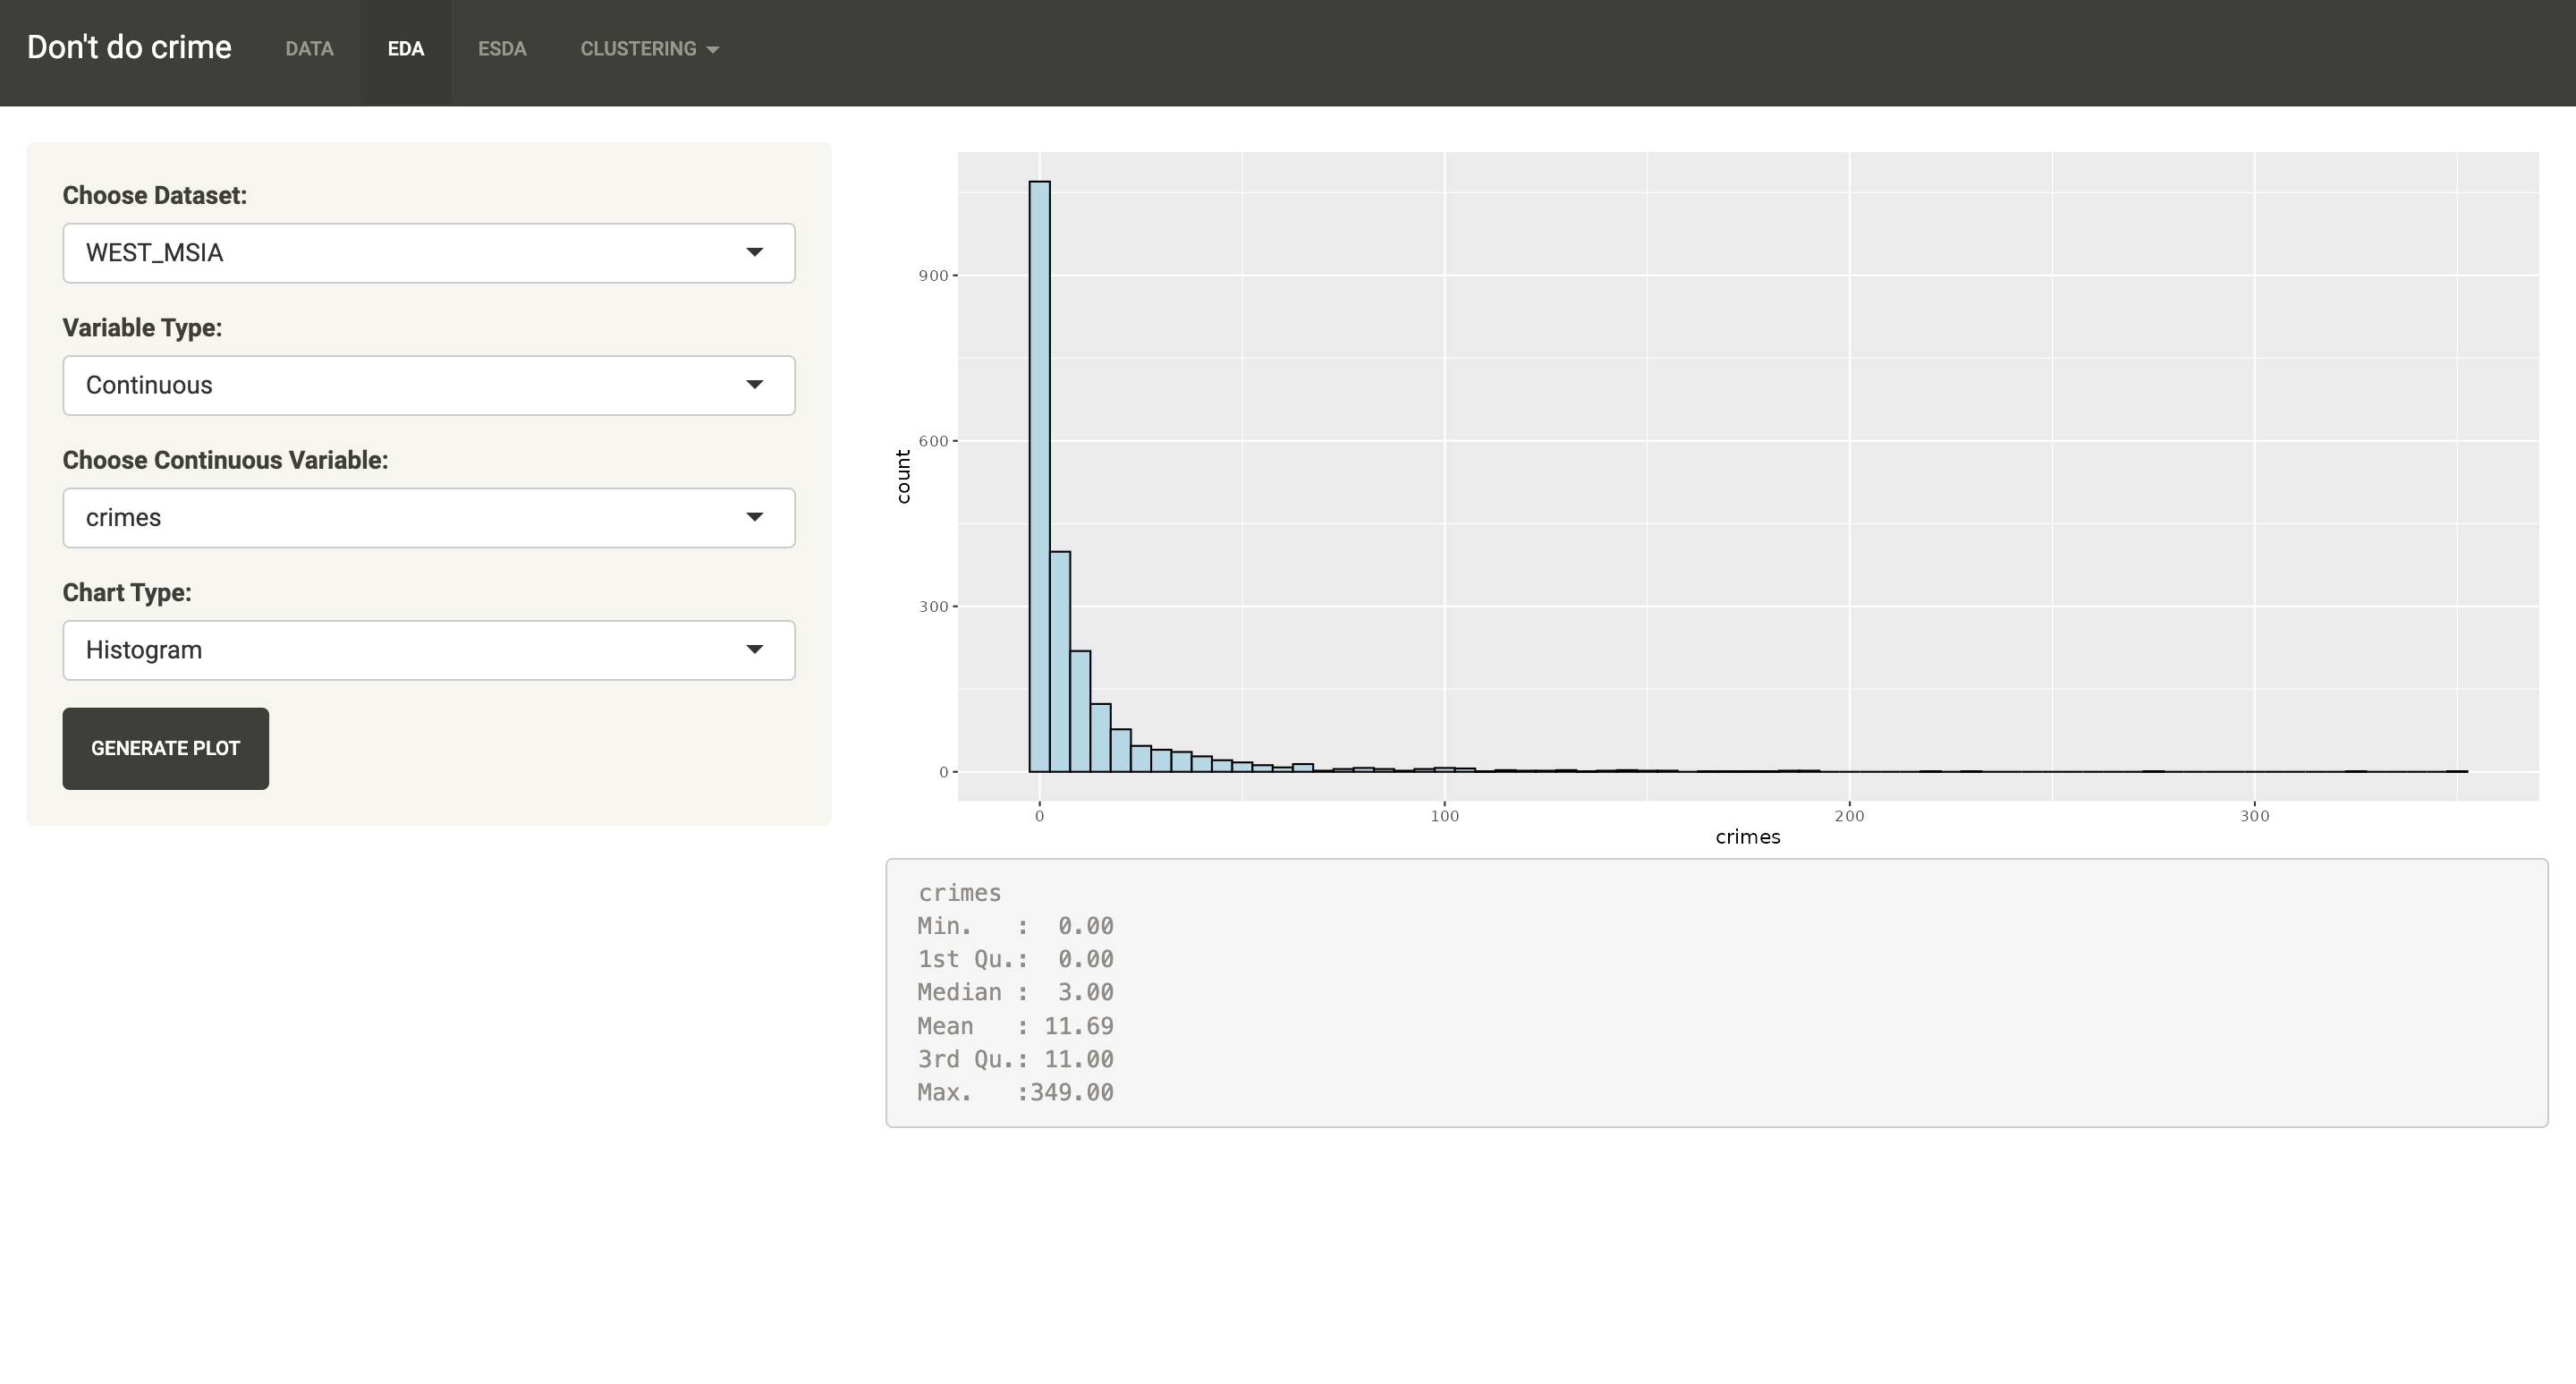 Don't do crime DATA EDA ESDA CLUSTERING
Choose Dataset:
WEST_MSIA
Variable Type:
Continuous
Choose Continuous Variable:
crimes
Chart Type:
Histogram
GENERATE PLOT
count
900
600
300
0
0 100 200 300
crimes
crimes
Min.   :  0.00
1st Qu.:  0.00
Median :  3.00
Mean   : 11.69
3rd Qu.: 11.00
Max.   :349.00